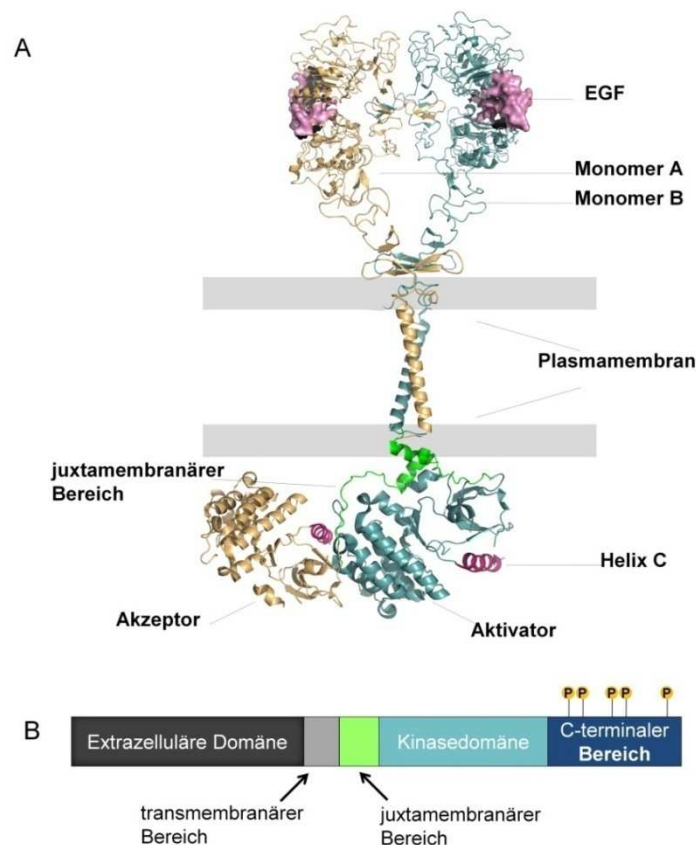 A
EGF
Monomer A
Monomer B
Plasmamembran
juxtamembranärer
Bereich
Helix C
Akzeptor
Aktivator
B
P P P P P
Extrazelluläre Domäne
Kinasedomäne
C-terminaler
Bereich
transmembranärer
Bereich
juxtamembranärer
Bereich